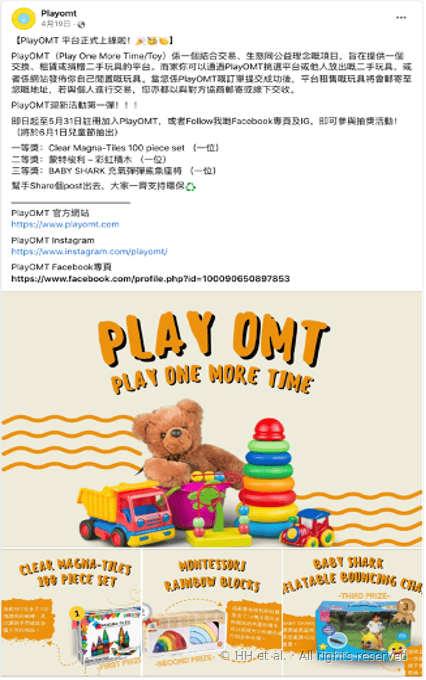 Playomt
4月19日
【PlayOMT 平台正式上線啦！🎉🥳👏】
PlayOMT（Play One More Time/Toy）係一個結合交易、生態同公益理念嘅項目，旨在提供一個
交換、租賃或捐贈二手玩具的平台。而家你可以通過PlayOMT挑選平台或他人放出嘅二手玩具，或
者係網站發佈你自己閒置嘅玩具。當您係PlayOMT嘅訂單提交成功後，平台租售嘅玩具將會郵寄至
您嘅地址，若與個人進行交易，您亦都以與對方協商郵寄或線下交收。
PlayOMT迎新活動第一彈！！！
即日起至5月31日註冊加入PlayOMT，或者Follow我哋Facebook專頁及IG，即可參與抽獎活動！
（將於6月1日兒童節抽出）
一等獎：Clear Magna-Tiles 100 piece set （一位）
二等獎：蒙特梭利 – 彩虹積木 （一位）
三等獎：BABY SHARK 充氣彈彈鯊魚座椅 （一位）
幫手Share個post出去，大家一齊支持環保♻️
PlayOMT 官方網站
https://www.playomt.com
PlayOMT Instagram
https://www.instagram.com/playomt/
PlayOMT Facebook專頁
https://www.facebook.com/profile.php?id=100090650897853
PLAY OMT
PLAY ONE MORE TIME
CLEAR MAGNA-TILES
100 PIECE SET
1
FIRST PRIZE~
MONTESSORI
RAINBOW BLOCKS
~SECOND PRIZE~
BABY SHARK
FLATABLE BOUNCING CHA
~THIRD PRIZE~
3
© HH et al. · All rights reserved